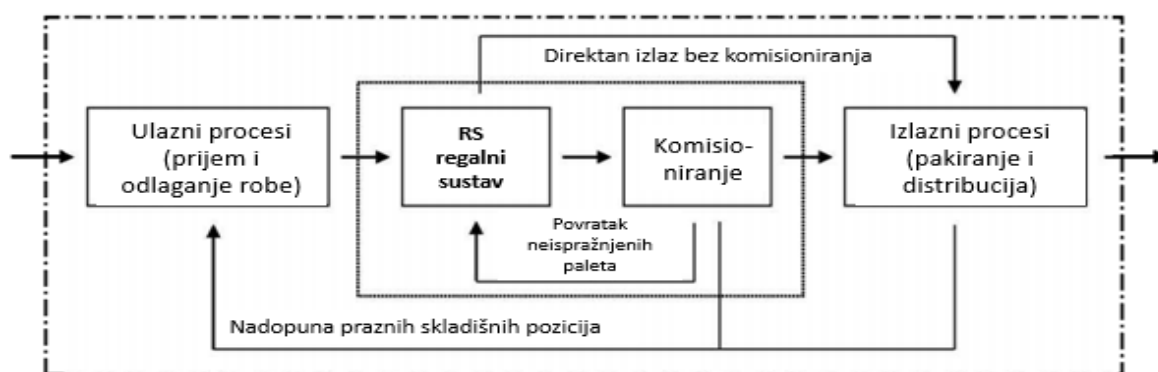 Direktan izlaz bez komisioniranja
Ulazni procesi
(prijem i
odlaganje robe)
RS
regalni
sustav
Komisio-
niranje
Izlazni procesi
(pakiranje i
distribucija)
Povratak
neispražnjenih
paleta
Nadopuna praznih skladišnih pozicija